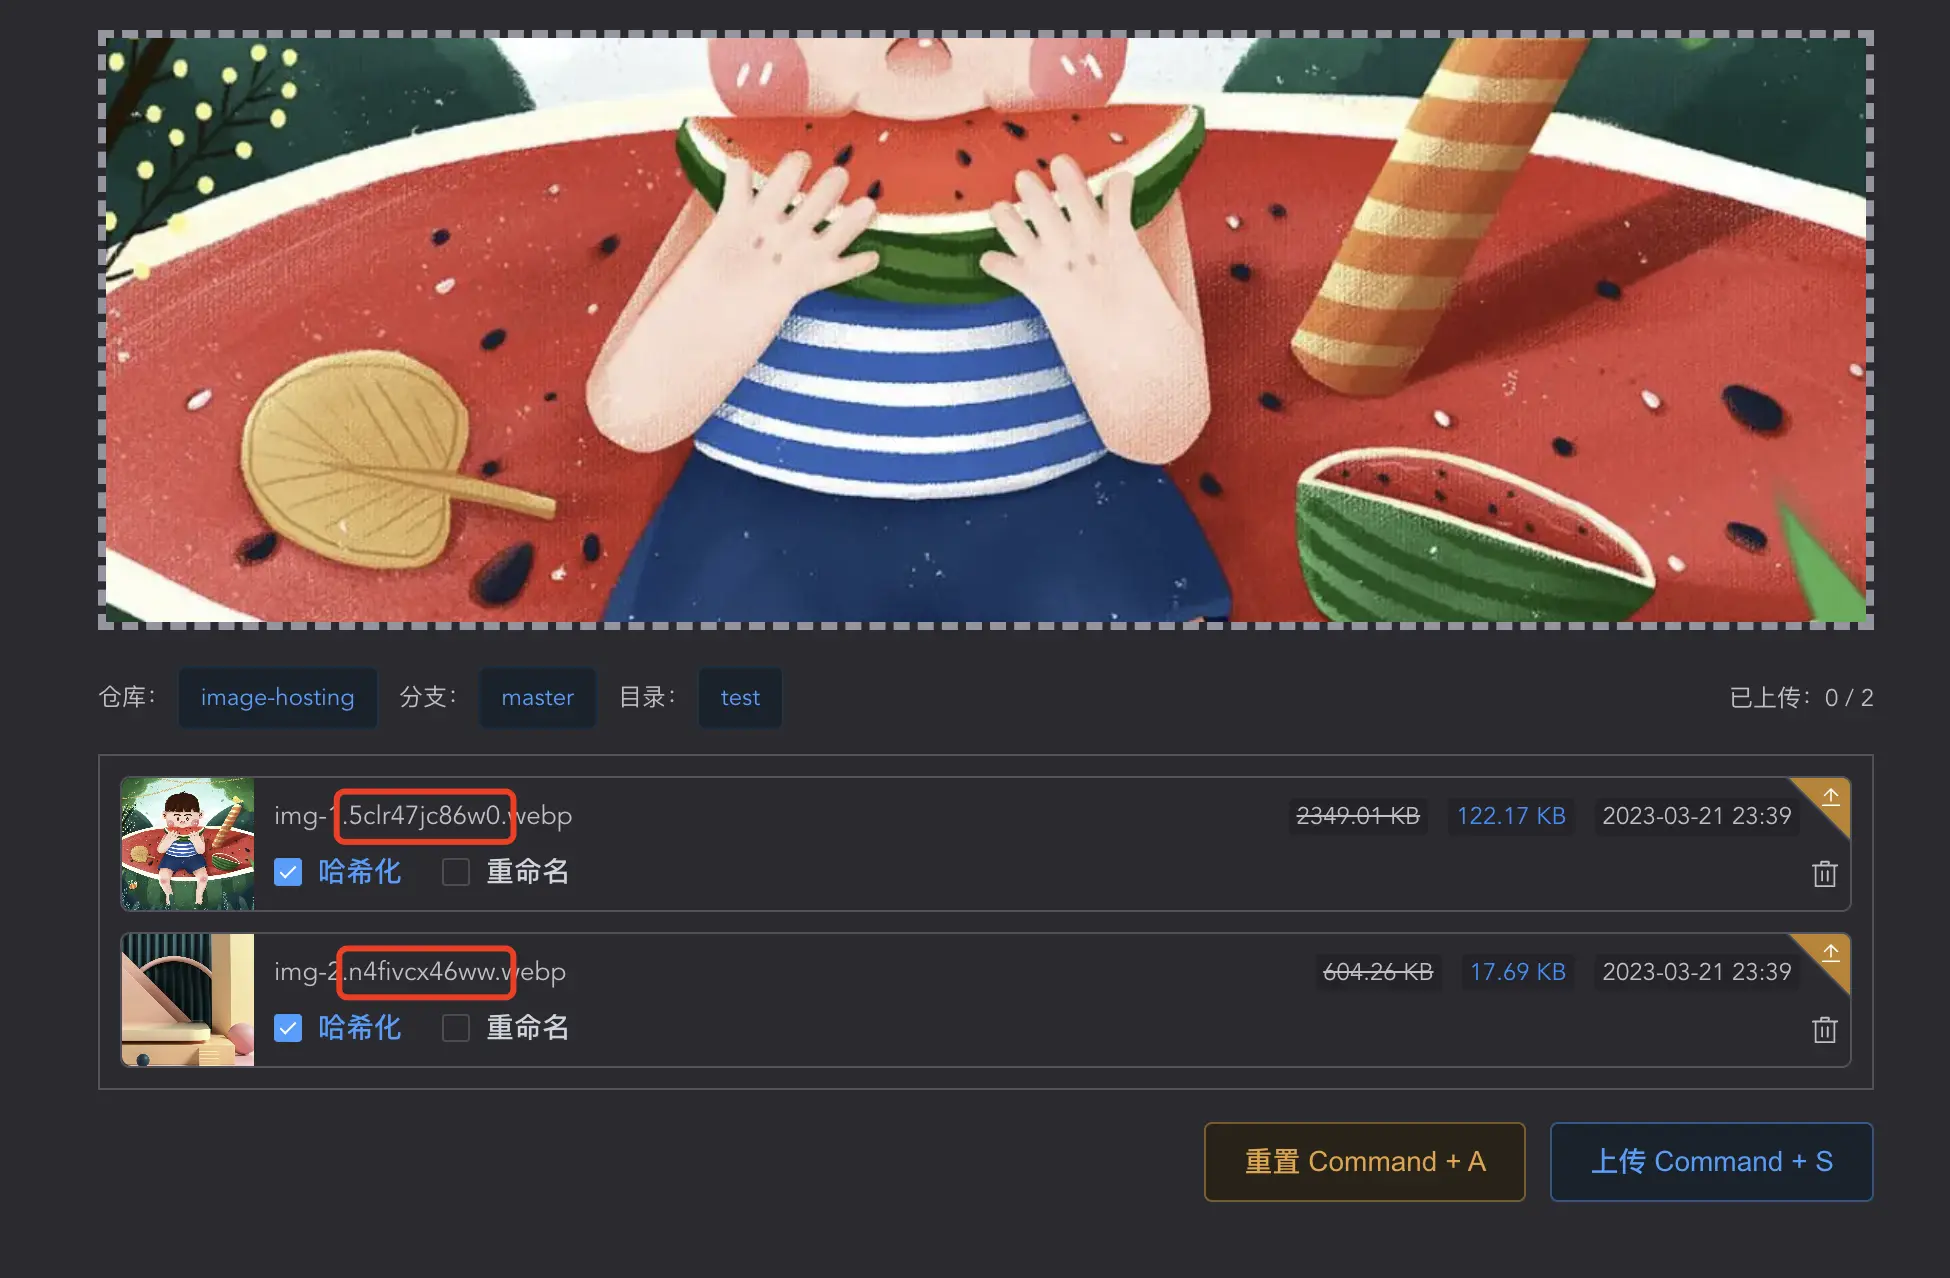 仓库： image-hosting 分支： master 目录： test 已上传：0 / 2
img-1.5clr47jc86w0.webp 2349.01 KB 122.17 KB 2023-03-21 23:39
哈希化 重命名
img-2.n4fivcx46ww.webp 604.26 KB 17.69 KB 2023-03-21 23:39
哈希化 重命名
重置 Command + A 上传 Command + S